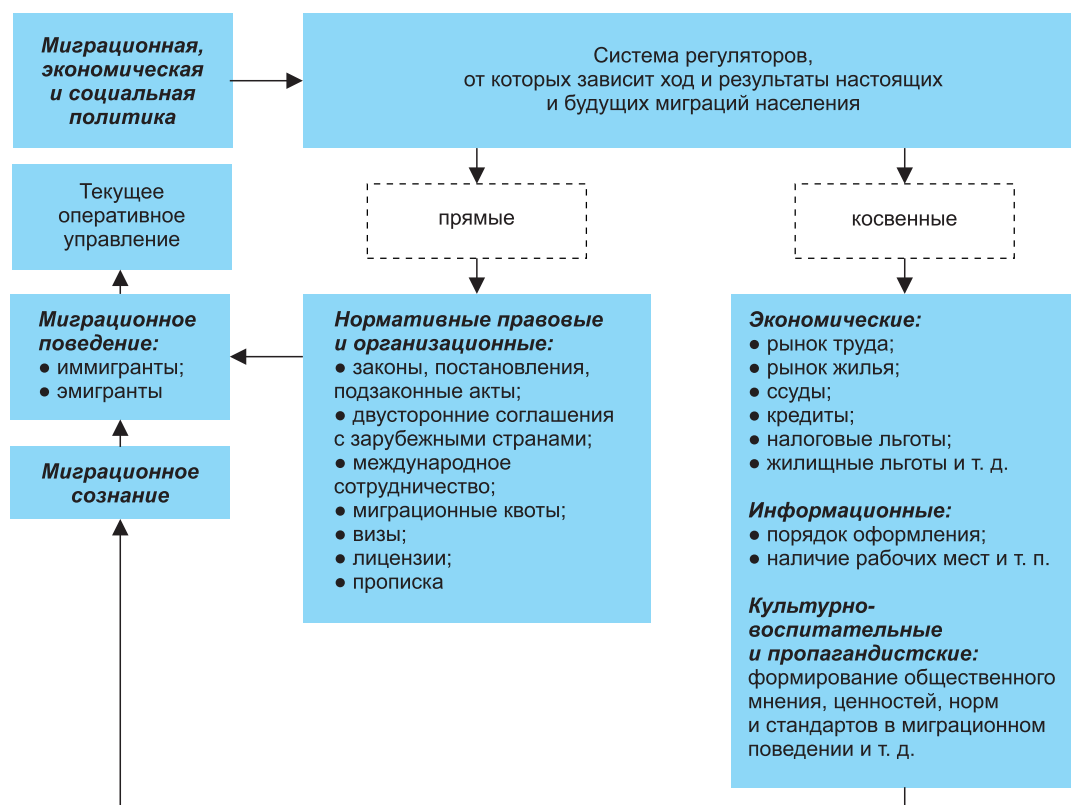 Миграционная,
экономическая
и социальная
политика
Система регуляторов,
от которых зависит ход и результаты настоящих
и будущих миграций населения
Текущее
оперативное
управление
прямые
косвенные
Миграционное
поведение:
● иммигранты;
● эмигранты
Миграционное
сознание
Нормативные правовые
и организационные:
● законы, постановления,
подзаконные акты;
● двусторонние соглашения
с зарубежными странами;
● международное
сотрудничество;
● миграционные квоты;
● визы;
● лицензии;
● прописка
Экономические:
● рынок труда;
● рынок жилья;
● ссуды;
● кредиты;
● налоговые льготы;
● жилищные льготы и т. д.
Информационные:
● порядок оформления;
● наличие рабочих мест и т. п.
Культурно-
воспитательные
и пропагандистские:
формирование общественного
мнения, ценностей, норм
и стандартов в миграционном
поведении и т. д.